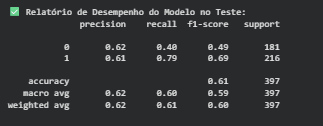 ✅ Relatório de Desempenho do Modelo no Teste:
precision recall f1-score support
0 0.62 0.40 0.49 181
1 0.61 0.79 0.69 216
accuracy 0.61 397
macro avg 0.62 0.60 0.59 397
weighted avg 0.62 0.61 0.60 397